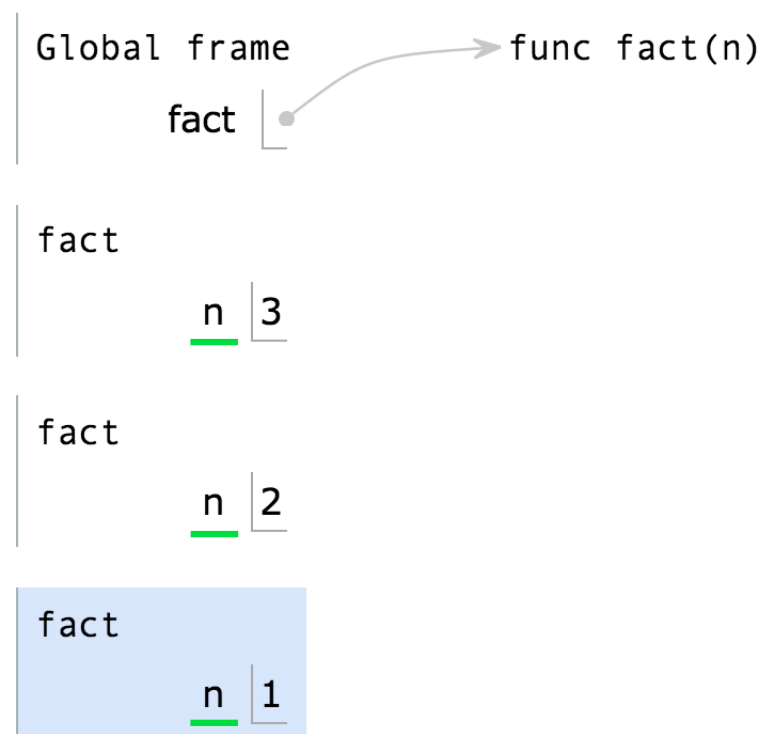 Global frame
func fact(n)
fact
fact
n 3
fact
n 2
fact
n 1